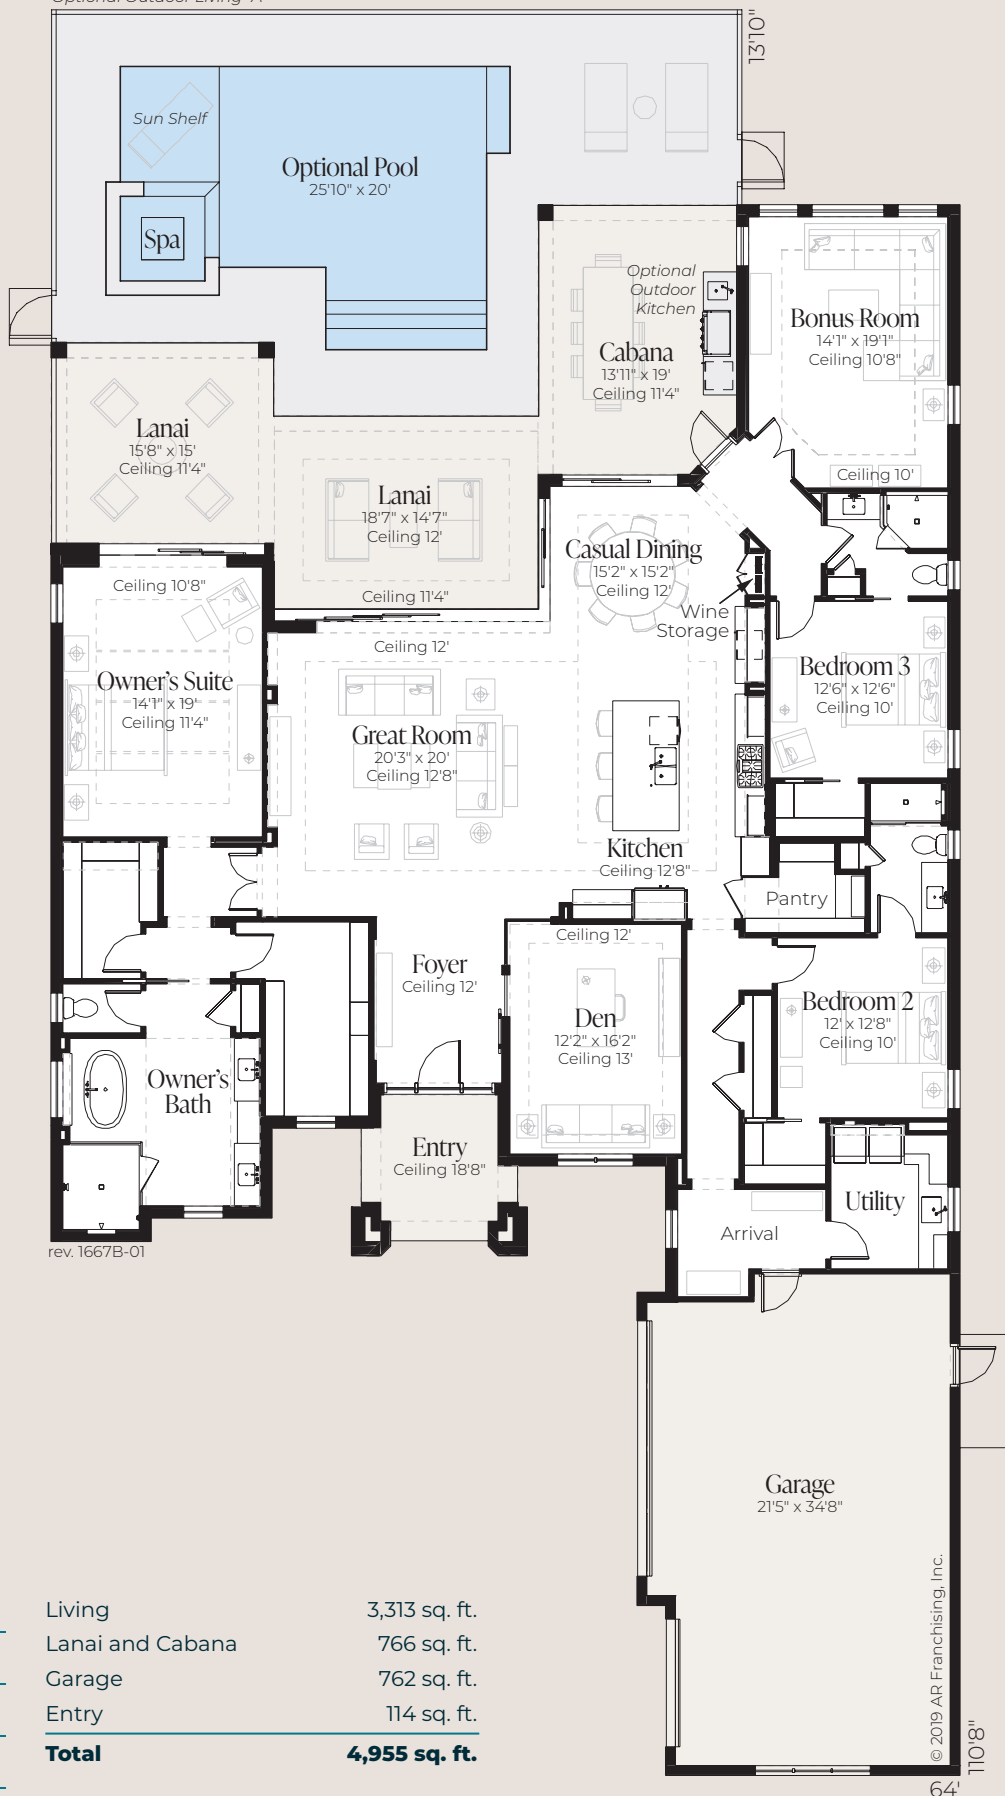 Optional Outdoor Living "A"
13'10"
Sun Shelf
Optional Pool
25'10" x 20'
Spa
Optional
Outdoor
Kitchen
Cabana
13'11" x 19'
Ceiling 11'4"
Bonus Room
14'1" x 19'1"
Ceiling 10'8"
Ceiling 10'
Lanai
15'8" x 15'
Ceiling 11'4"
Lanai
18'7" x 14'7"
Ceiling 12'
Ceiling 11'4"
Casual Dining
15'2" x 15'2"
Ceiling 12'
Wine
Storage
Ceiling 10'8"
Owner's Suite
14'1" x 19'
Ceiling 11'4"
Ceiling 12'
Great Room
20'3" x 20'
Ceiling 12'8"
Bedroom 3
12'6" x 12'6"
Ceiling 10'
Kitchen
Ceiling 12'8"
Pantry
Foyer
Ceiling 12'
Ceiling 12'
Den
12'2" x 16'2"
Ceiling 13'
Bedroom 2
12' x 12'8"
Ceiling 10'
Owner's
Bath
Entry
Ceiling 18'8"
Utility
Arrival
rev. 1667B-01
Garage
21'5" x 34'8"
Living 3,313 sq. ft.
Lanai and Cabana 766 sq. ft.
Garage 762 sq. ft.
Entry 114 sq. ft.
Total 4,955 sq. ft.
© 2019 AR Franchising, Inc.
110'8"
64'